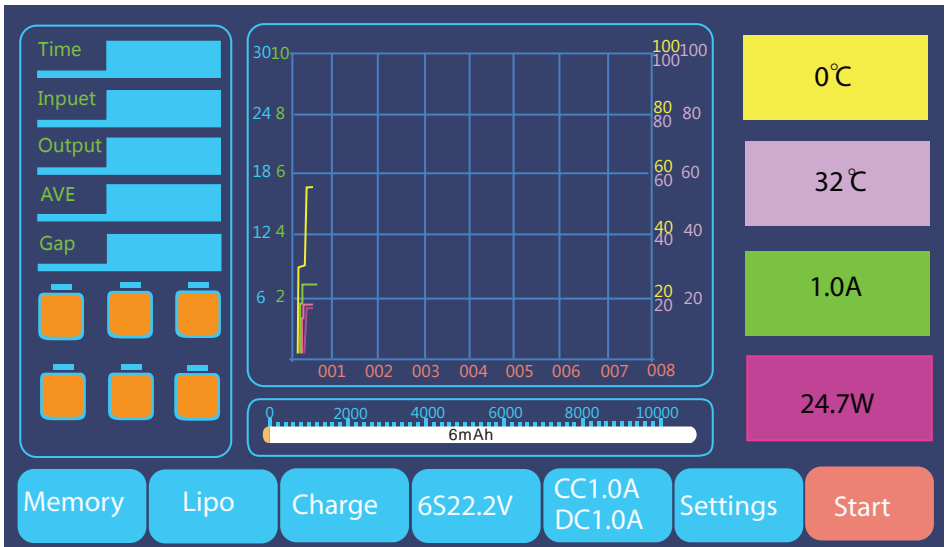 Time
Inpuet
Output
AVE
Gap
30 10 100 100 100
24 8 80 80 80
18 6 60 60 60
12 4 40 40 40
6 2 20 20 20
001 002 003 004 005 006 007 008
0 2000 4000 6000 8000 10000
6mAh
0℃
32℃
1.0A
24.7W
Memory
Lipo
Charge
6S22.2V
CC1.0A
DC1.0A
Settings
Start